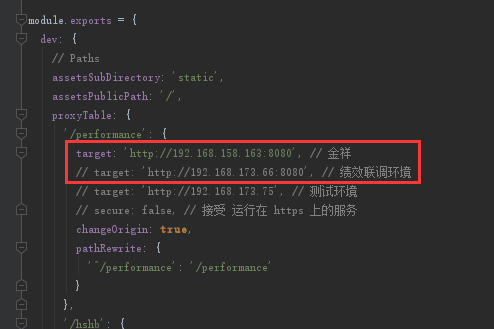 module.exports = {
dev: {
// Paths
assetsSubDirectory: 'static',
assetsPublicPath: '/',
proxyTable: {
'/performance': {
target: 'http://192.168.158.163:8080', // 金祥
// target: 'http://192.168.173.66:8080', // 绩效联调环境
// target: 'http://192.168.173.75', // 测试环境
// secure: false, // 接受 运行在 https 上的服务
changeOrigin: true,
pathRewrite: {
'^/performance': '/performance'
}
},
'/hshb': {